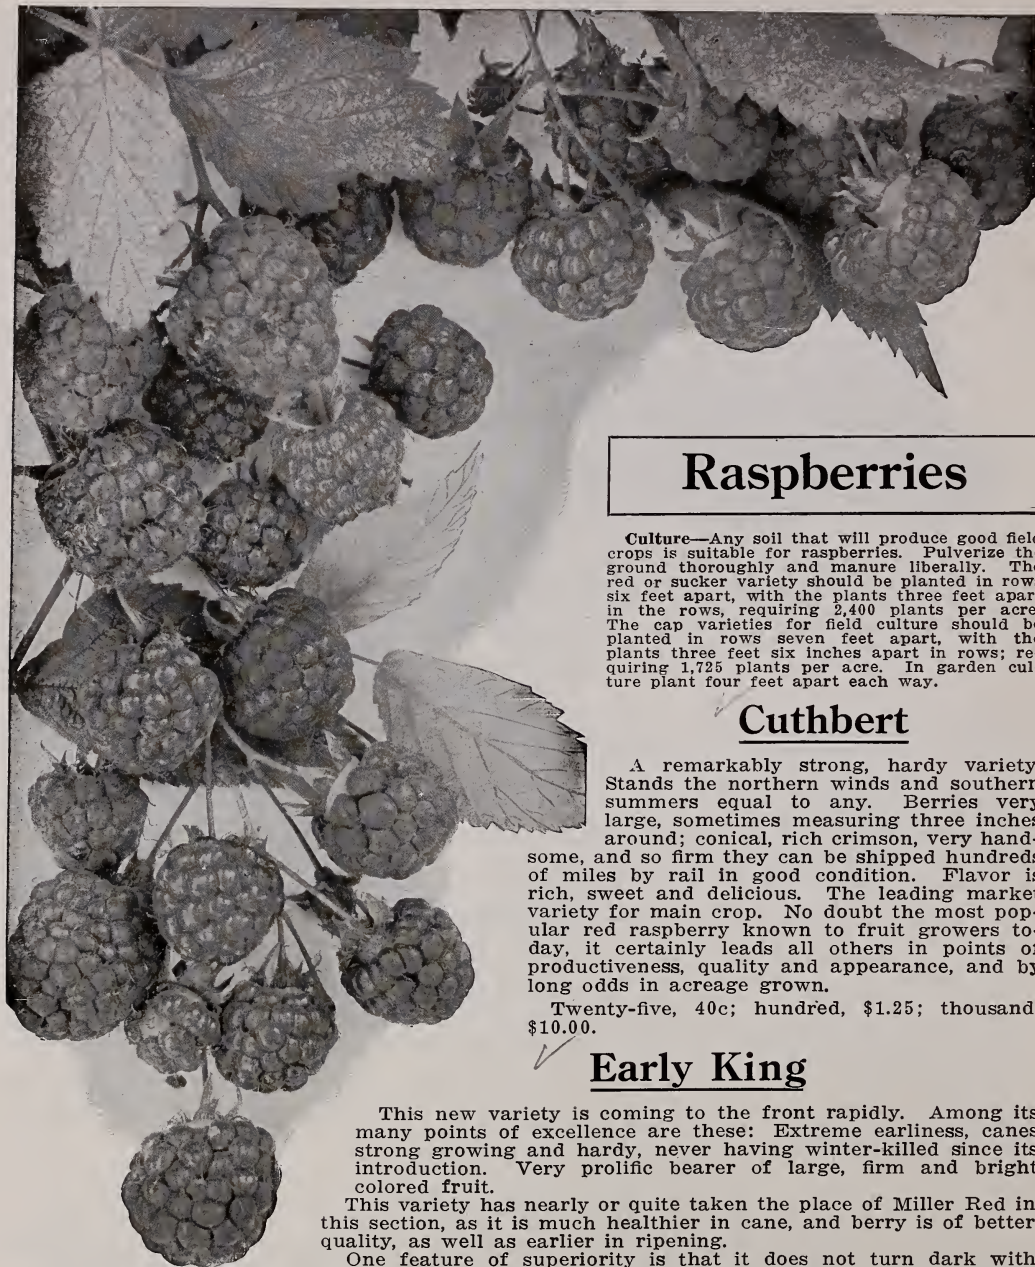 Raspberries
Culture—Any soil that will produce good fiel
crops is suitable for raspberries. Pulverize th
ground thoroughly and manure liberally. Th
red or sucker variety should be planted in row
six feet apart, with the plants three feet apar
in the rows, requiring 2,400 plants per acre
The cap varieties for field culture should b
planted in rows seven feet apart, with th
plants three feet six inches apart in rows; re
quiring 1,725 plants per acre. In garden cul
ture plant four feet apart each way.
Cuthbert
A remarkably strong, hardy variety
Stands the northern winds and southern
summers equal to any. Berries very
large, sometimes measuring three inches
around; conical, rich crimson, very hand-
some, and so firm they can be shipped hundreds
of miles by rail in good condition. Flavor is
rich, sweet and delicious. The leading market
variety for main crop. No doubt the most pop-
ular red raspberry known to fruit growers to-
day, it certainly leads all others in points of
productiveness, quality and appearance, and by
long odds in acreage grown.
Twenty-five, 40c; hundred, $1.25; thousand
$10.00.
Early King
This new variety is coming to the front rapidly. Among its
many points of excellence are these: Extreme earliness, canes
strong growing and hardy, never having winter-killed since its
introduction. Very prolific bearer of large, firm and bright
colored fruit.
This variety has nearly or quite taken the place of Miller Red in
this section, as it is much healthier in cane, and berry is of better
quality, as well as earlier in ripening.
One feature of superiority is that it does not turn dark with